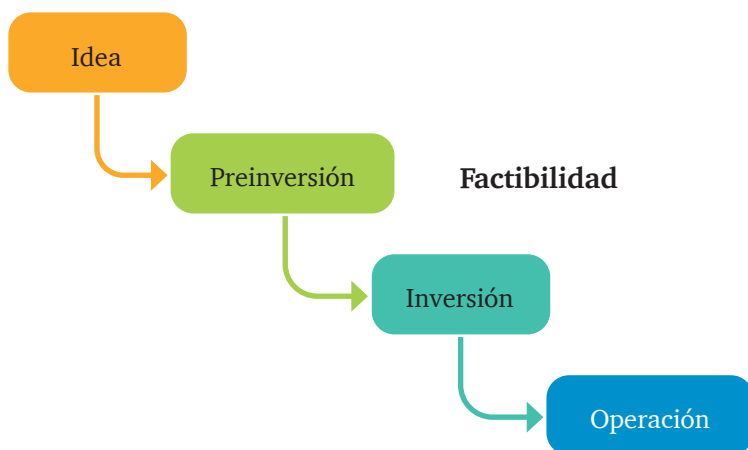 Idea
Preinversión
Factibilidad
Inversión
Operación